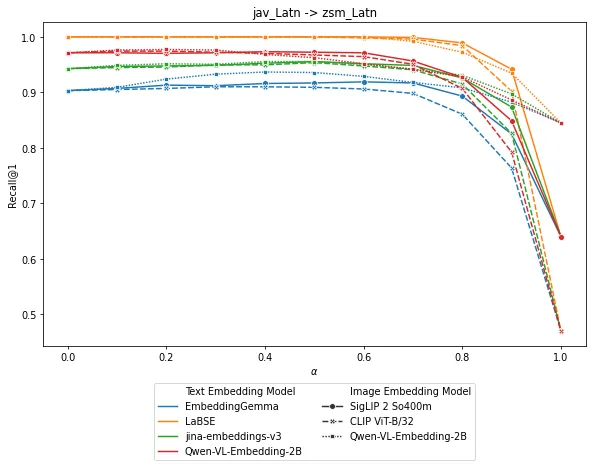 jav_Latn -> zsm_Latn
Recall@1
1.0
0.9
0.8
0.7
0.6
0.5
0.0 0.2 0.4 0.6 0.8 1.0
α
Text Embedding Model
EmbeddingGemma
LaBSE
jina-embeddings-v3
Qwen-VL-Embedding-2B
Image Embedding Model
SigLIP 2 So400m
CLIP ViT-B/32
Qwen-VL-Embedding-2B